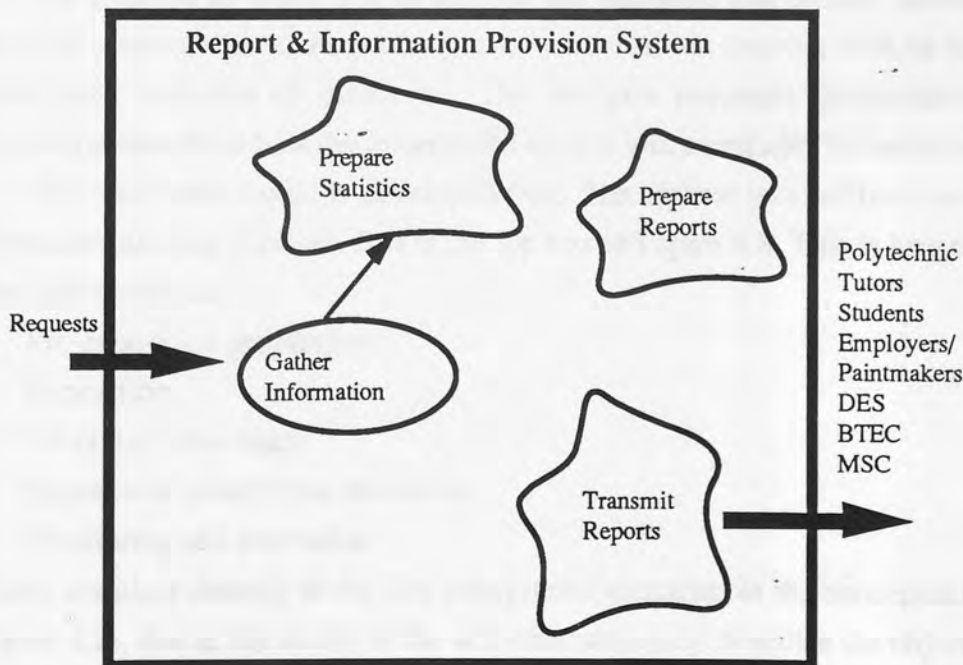 Report & Information Provision System
Prepare
Statistics
Prepare
Reports
Requests
Gather
Information
Polytechnic
Tutors
Students
Employers/
Paintmakers
DES
BTEC
MSC
Transmit
Reports